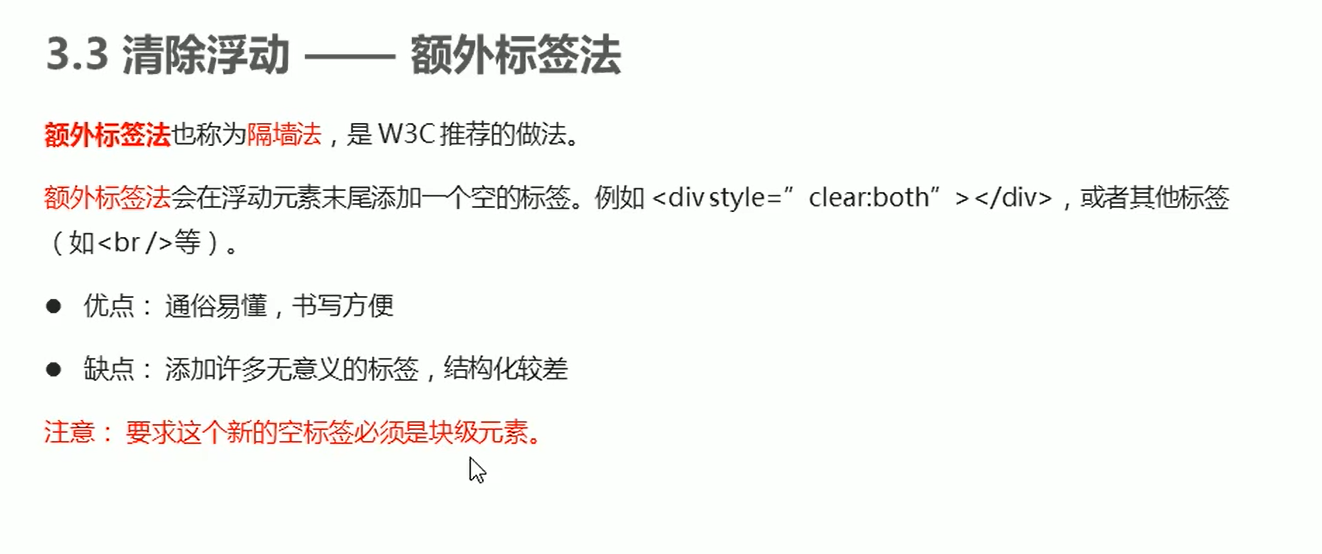 3.3 清除浮动 —— 额外标签法
额外标签法也称为隔墙法，是 W3C 推荐的做法。
额外标签法会在浮动元素末尾添加一个空的标签。例如 <div style=”clear:both”></div>，或者其他标签
（如<br />等）。
● 优点： 通俗易懂，书写方便
● 缺点： 添加许多无意义的标签，结构化较差
注意： 要求这个新的空标签必须是块级元素。